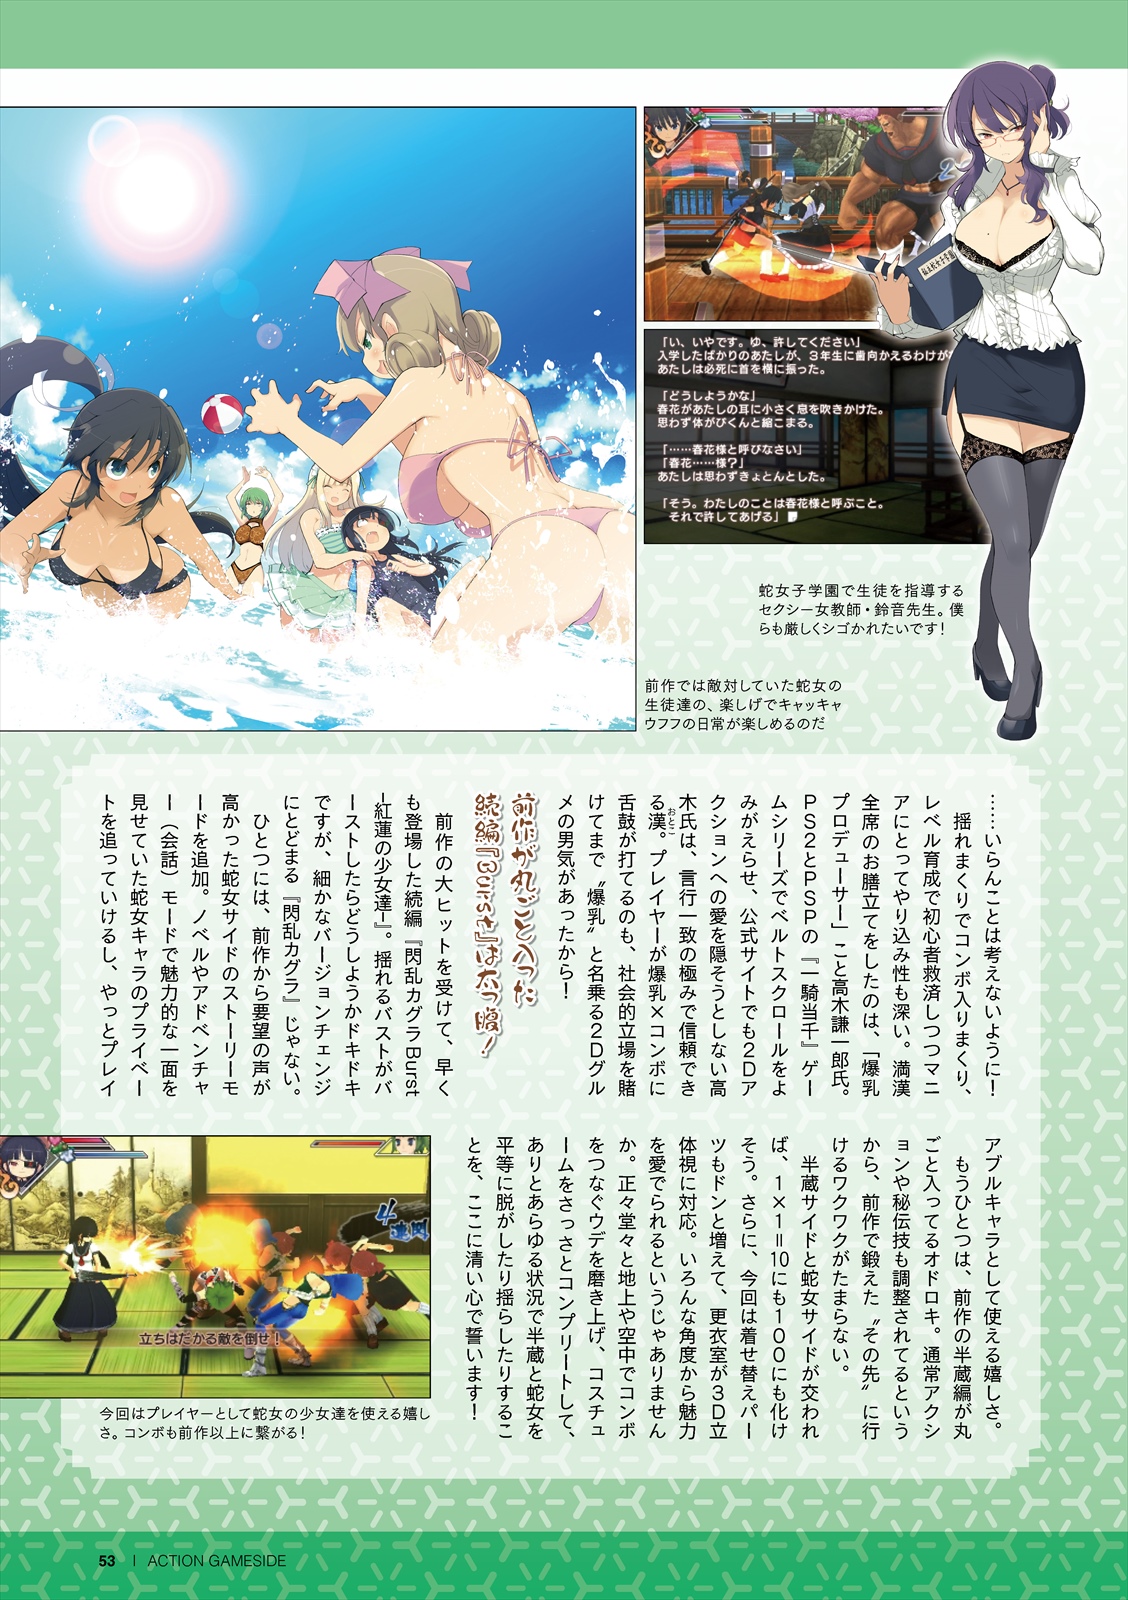 「い、いやです。ゆ、許してください」
入学したばかりのあたしが、３年生に歯向かえるわけが
あたしは必死に首を横に振った。
「どうしようかな」
春花があたしの耳に小さく息を吹きかけた。
思わず体がびくんと縮こまる。
「……春花様と呼びなさい」
「春花……様？」
あたしは思わずきょとんとした。
「そう。わたしのことは春花様と呼ぶこと。
それで許してあげる」
蛇女子学園で生徒を指導する
セクシー女教師・鈴音先生。僕
らも厳しくシゴかれたいです！
前作では敵対していた蛇女の
生徒達の、楽しげでキャッキャ
ウフフの日常が楽しめるのだ
……いらんことは考えないように！
揺れまくりでコンボ入りまくり、
レベル育成で初心者救済しつつマニ
アにとってやり込み性も深い。満漢
全席のお膳立てをしたのは、「爆乳
プロデューサー」こと高木謙一郎氏。
ＰＳ２とＰＳＰの『一騎当千』ゲー
ムシリーズでベルトスクロールをよ
みがえらせ、公式サイトでも２Ｄア
クションへの愛を隠そうとしない高
木氏は、言行一致の極みで信頼でき
る漢。プレイヤーが爆乳×コンボに
おとこ
舌鼓が打てるのも、社会的立場を賭
けてまで〝爆乳〟と名乗る２Ｄグル
メの男気があったから！
前作が丸ごと入った
続編『Burst』は太っ腹！
前作の大ヒットを受けて、早く
も登場した続編『閃乱カグラBurst
-紅蓮の少女達-』。揺れるバストがバ
ーストしたらどうしようかドキドキ
ですが、細かなバージョンチェンジ
にとどまる『閃乱カグラ』じゃない。
ひとつには、前作から要望の声が
高かった蛇女サイドのストーリーモ
ードを追加。ノベルやアドベンチャ
ー（会話）モードで魅力的な一面を
見せていた蛇女キャラのプライベー
トを追っていけるし、やっとプレイ
アブルキャラとして使える嬉しさ。
もうひとつは、前作の半蔵編が丸
ごと入ってるオドロキ。通常アクシ
ョンや秘伝技も調整されてるという
から、前作で鍛えた〝その先〟に行
けるワクワクがたまらない。
半蔵サイドと蛇女サイドが交われ
ば、１×１＝10にも１００にも化け
そう。さらに、今回は着せ替えパー
ツもドンと増えて、更衣室が３Ｄ立
体視に対応。いろんな角度から魅力
を愛でられるというじゃありません
か。正々堂々と地上や空中でコンボ
をつなぐウデを磨き上げ、コスチュ
ームをさっさとコンプリートして、
ありとあらゆる状況で半蔵と蛇女を
平等に脱がしたり揺らしたりするこ
とを、ここに清い心で誓います！
4
連閃
立ちはだかる敵を倒せ！
今回はプレイヤーとして蛇女の少女達を使える嬉し
さ。コンボも前作以上に繋がる！
53 | ACTION GAMESIDE